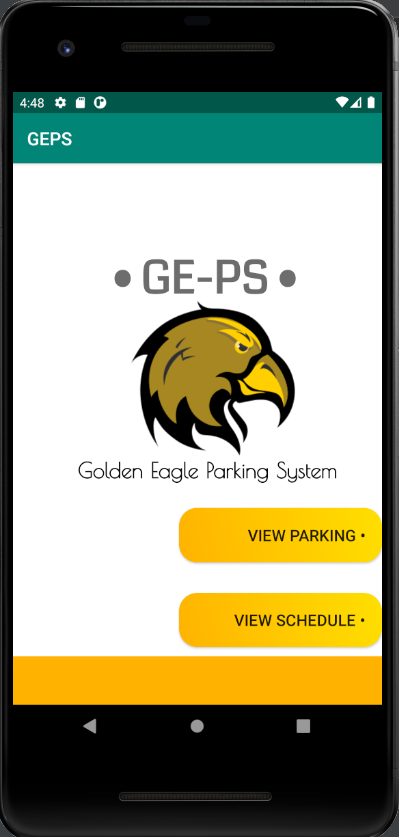 4:48
GEPS
• GE-PS •
Golden Eagle Parking System
VIEW PARKING •
VIEW SCHEDULE •